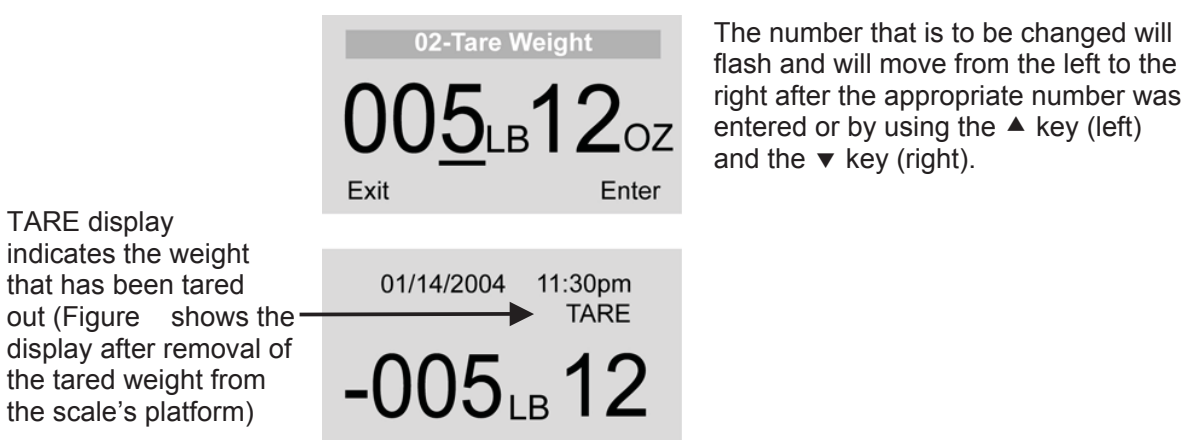 02-Tare Weight
005LB12OZ
Exit Enter
The number that is to be changed will
flash and will move from the left to the
right after the appropriate number was
entered or by using the ▲ key (left)
and the ▼ key (right).
TARE display
indicates the weight
that has been tared
out (Figure shows the
display after removal of
the tared weight from
the scale's platform)
01/14/2004 11:30pm
TARE
-005LB 12